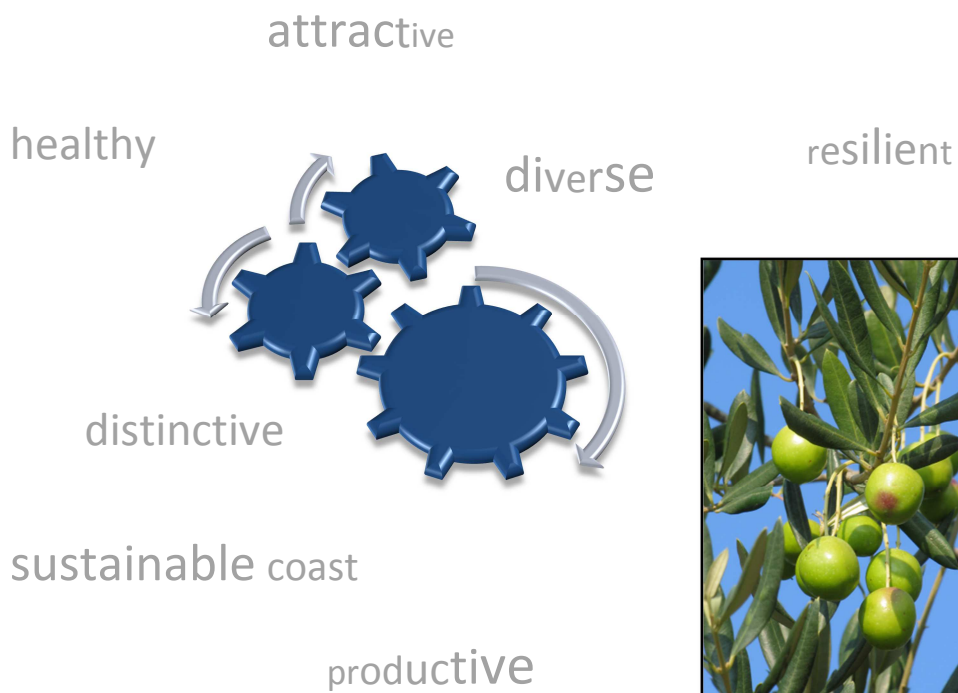 attractive
healthy
diverse
resilient
distinctive
sustainable coast
productive